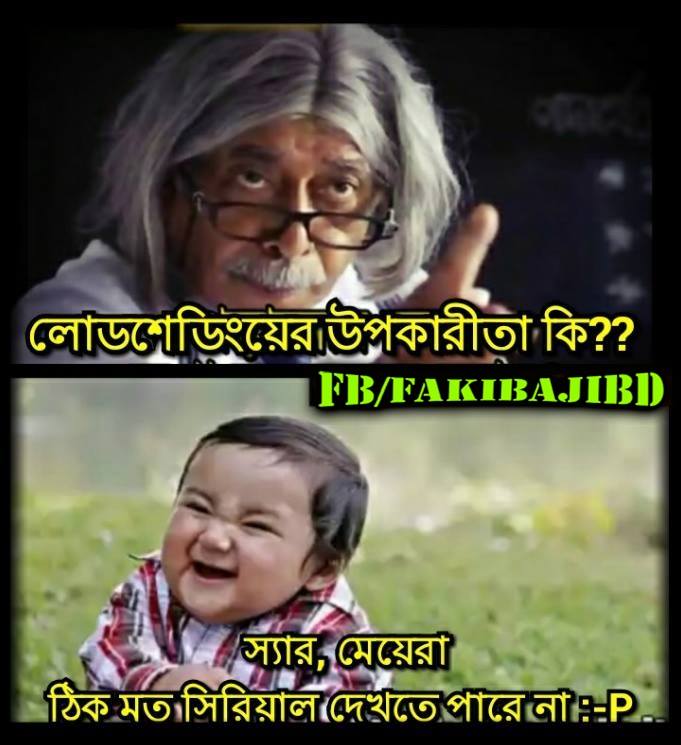 লোডশেডিংয়ের উপকারীতা কি??
FB/FAKIBAJIBD
স্যার, মেয়েরা
ঠিক মত সিরিয়াল দেখতে পারে না :-P ..